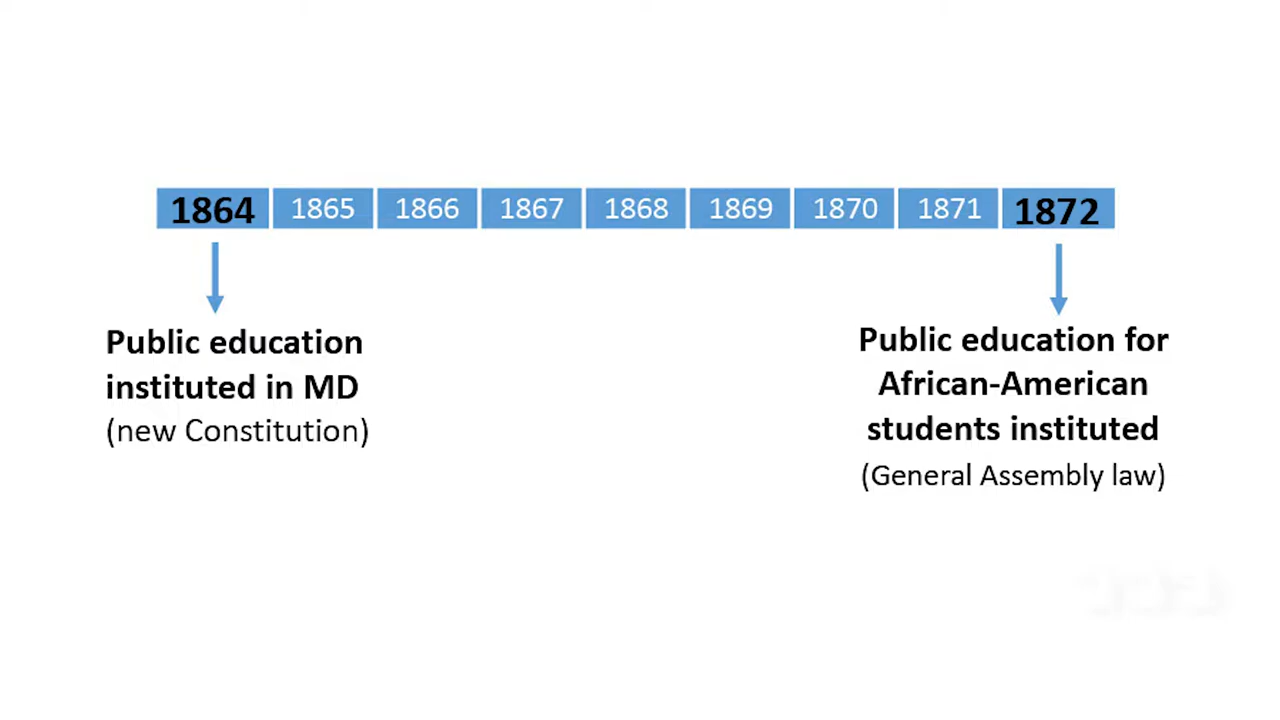 1864 1865 1866 1867 1868 1869 1870 1871 1872
Public education
instituted in MD
(new Constitution)
Public education for
African-American
students instituted
(General Assembly law)